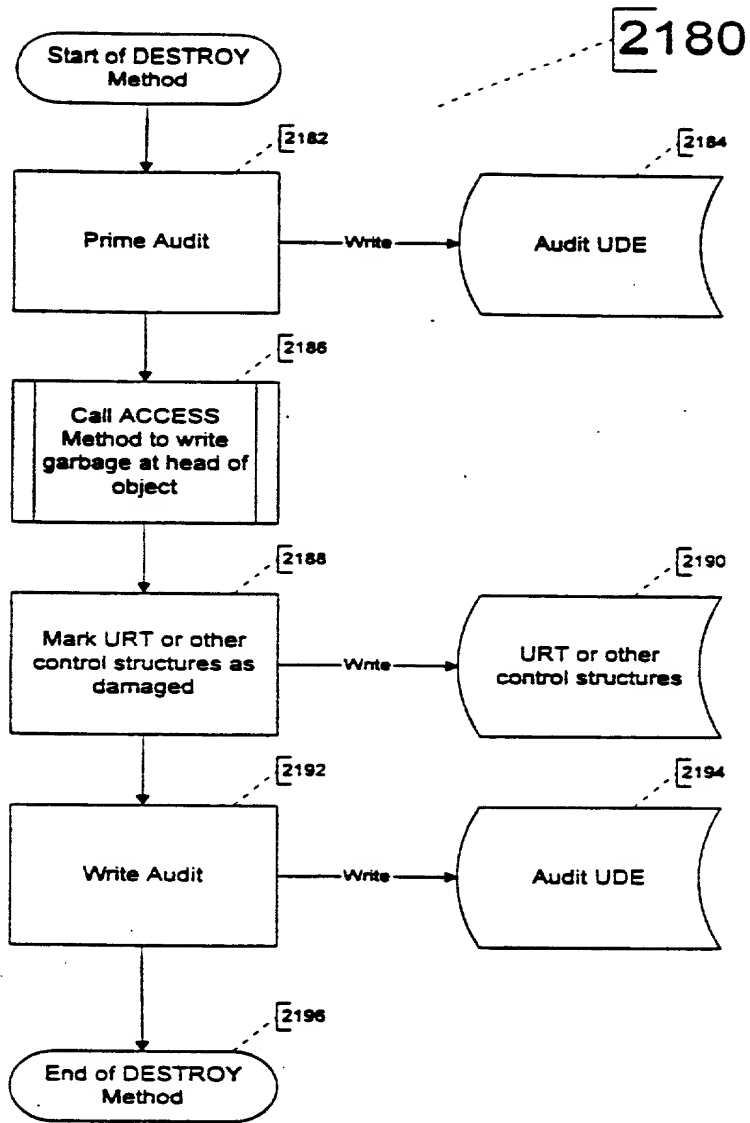 2180
Start of DESTROY
Method
2182
2184
Prime Audit
Write
Audit UDE
2186
Call ACCESS
Method to write
garbage at head of
object
2188
2190
Mark URT or other
control structures as
damaged
Write
URT or other
control structures
2192
2194
Write Audit
Write
Audit UDE
2196
End of DESTROY
Method